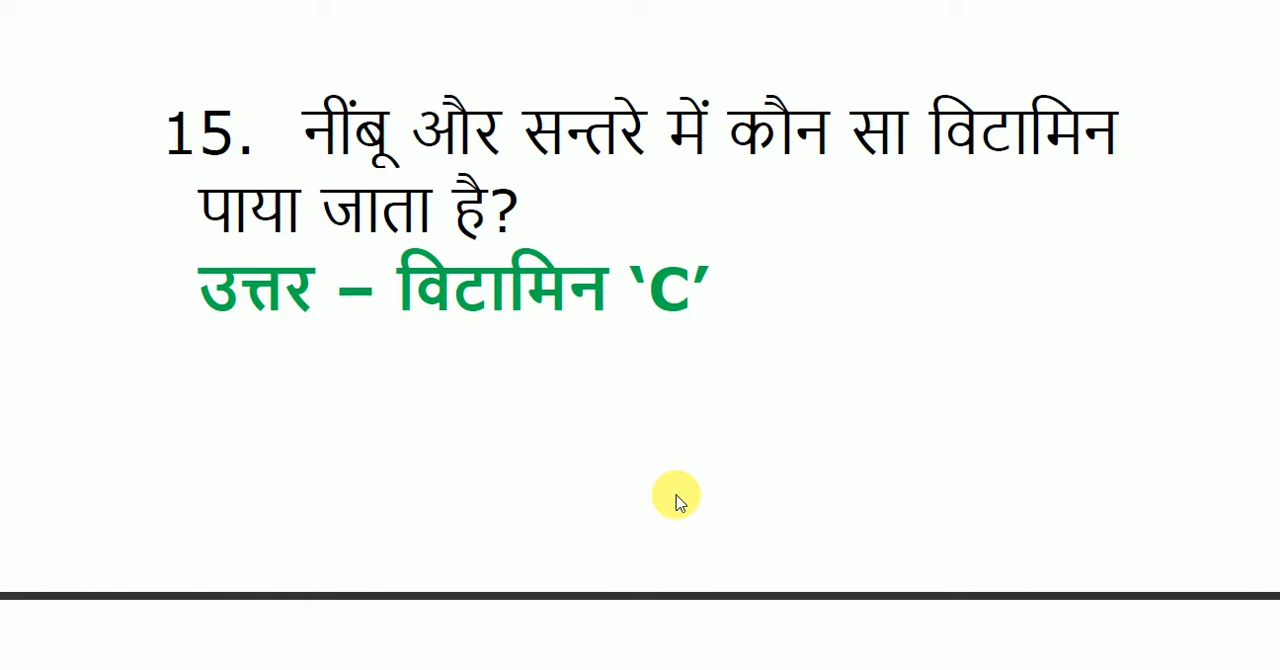 15. नींबू और सन्तरे में कौन सा विटामिन
पाया जाता है?
उत्तर – विटामिन ‘C’